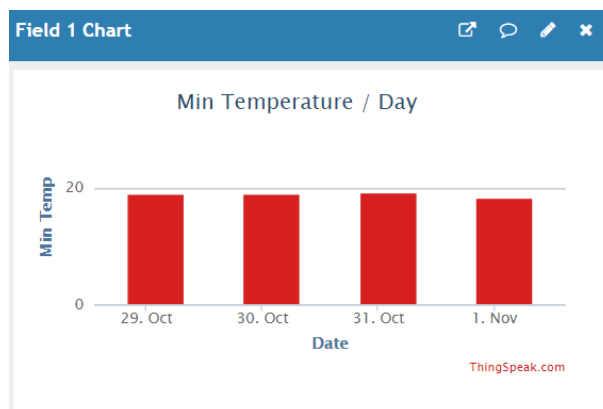 Field 1 Chart
Min Temperature / Day
Min Temp
20
0
29. Oct
30. Oct
31. Oct
1. Nov
Date
ThingSpeak.com